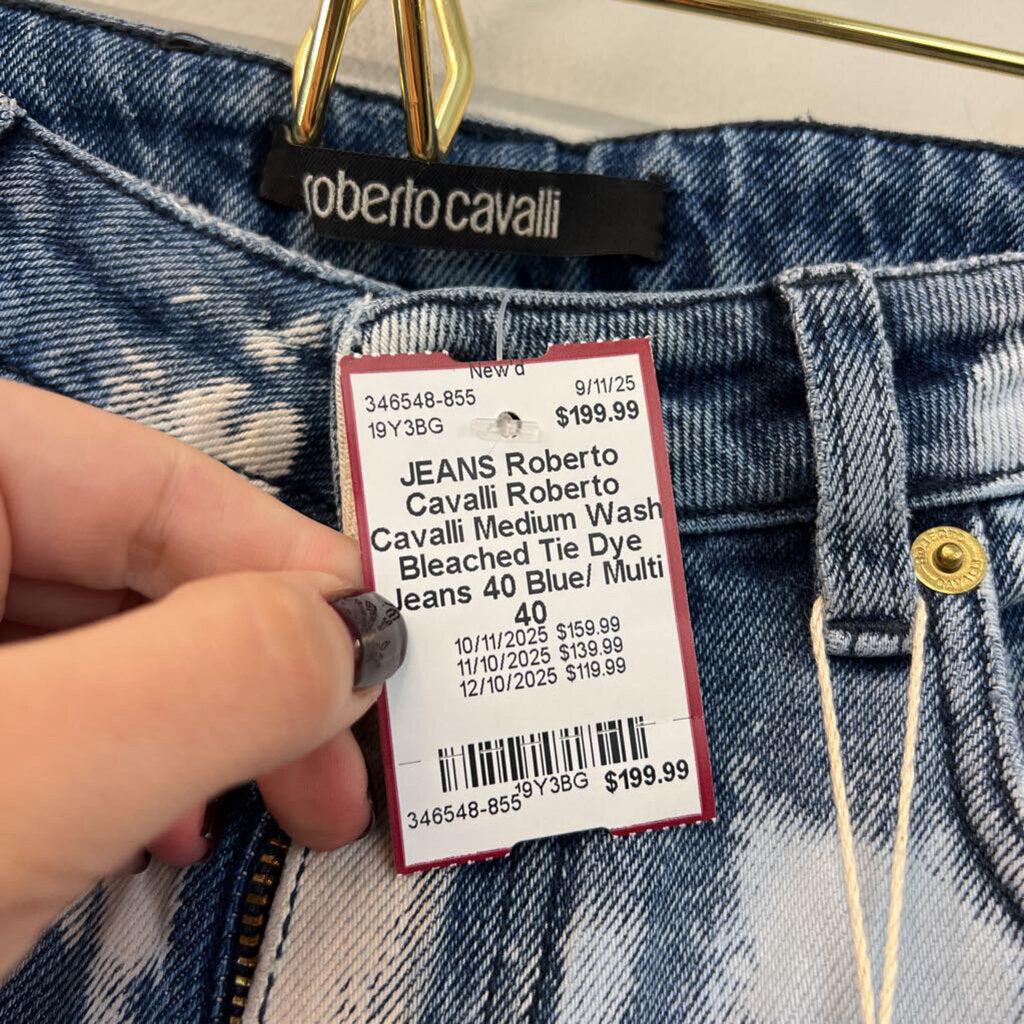 roberto cavalli
New
346548-855 9/11/25
19Y3BG $199.99
JEANS Roberto
Cavalli Roberto
Cavalli Medium Wash
Bleached Tie Dye
Jeans 40 Blue/ Multi
40
10/11/2025 $159.99
11/10/2025 $139.99
12/10/2025 $119.99
19Y3BG $199.99
346548-855
ROBERTO
CAVALLI